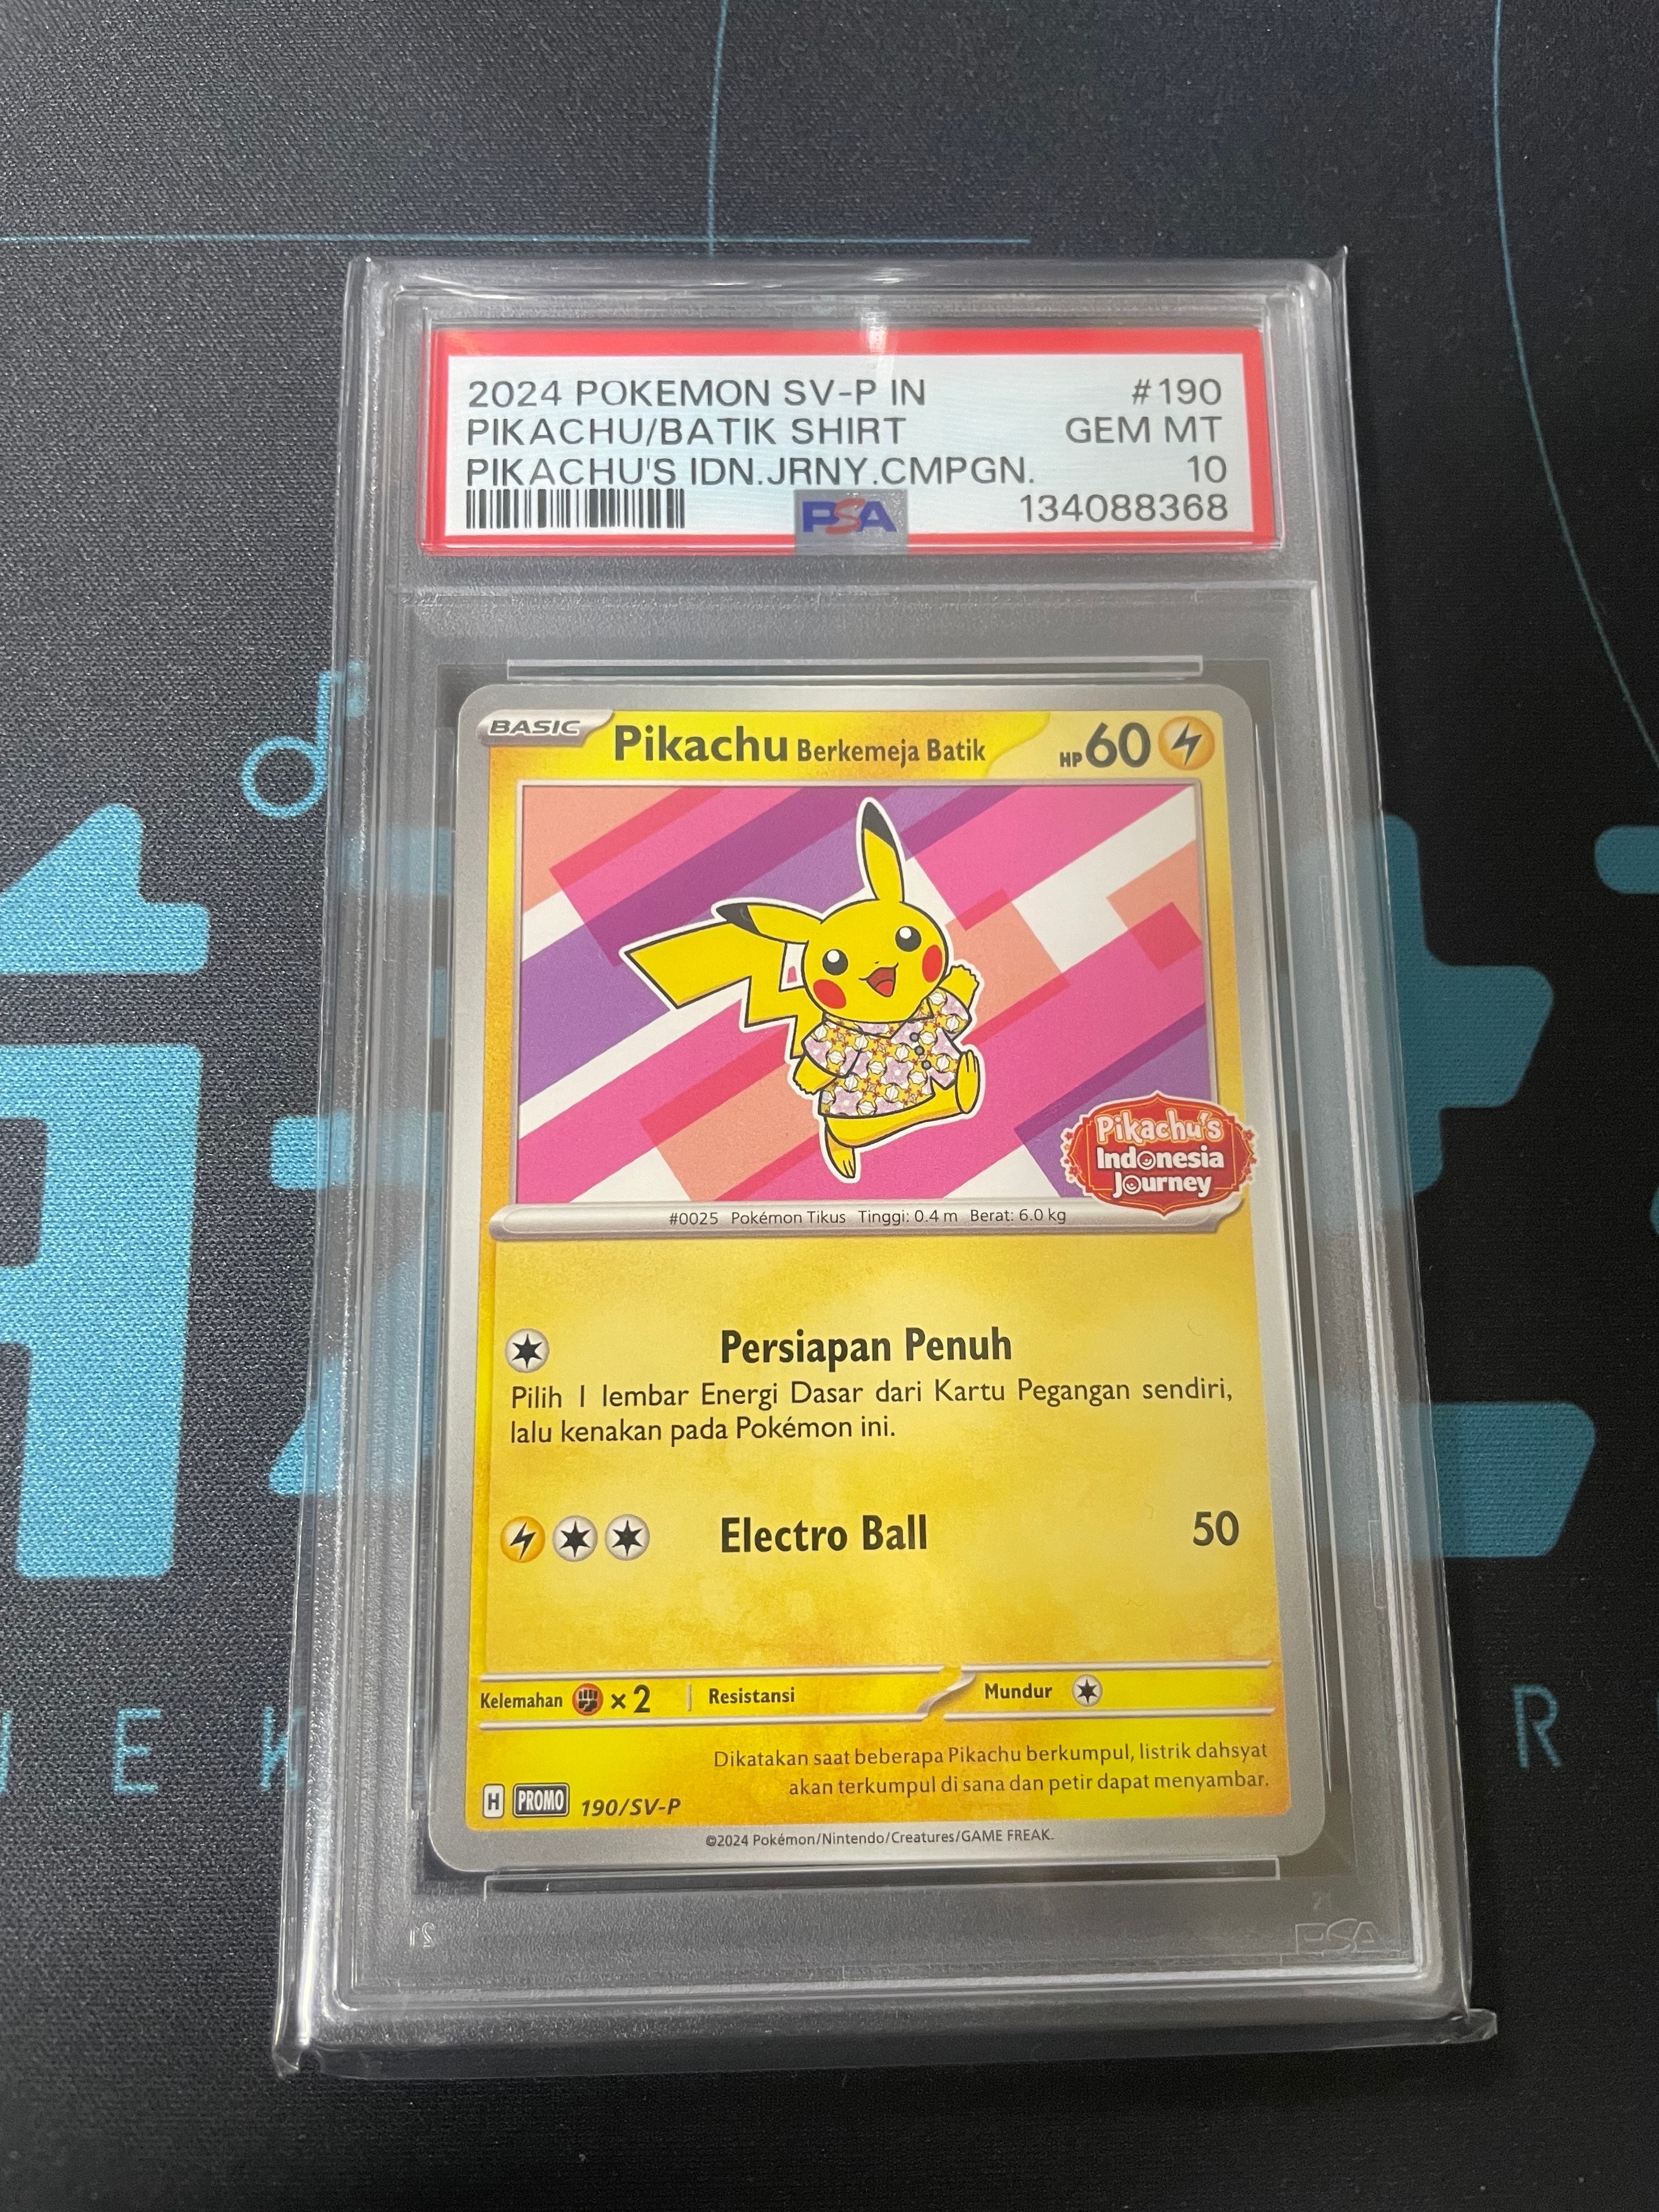 2024 POKEMON SV-P IN #190
PIKACHU/BATIK SHIRT GEM MT
PIKACHU'S IDN.JRNY.CMPGN. 10
PSA 134088368
BASIC Pikachu Berkemeja Batik HP 60
Pikachu's
Indonesia
Journey
#0025 Pokémon Tikus Tinggi: 0.4 m Berat: 6.0 kg
Persiapan Penuh
Pilih 1 lembar Energi Dasar dari Kartu Pegangan sendiri,
lalu kenakan pada Pokémon ini.
Electro Ball 50
Kelemahan ×2 Resistansi Mundur
Dikatakan saat beberapa Pikachu berkumpul, listrik dahsyat
akan terkumpul di sana dan petir dapat menyambar.
H PROMO 190/SV-P
©2024 Pokémon/Nintendo/Creatures/GAME FREAK.
PSA